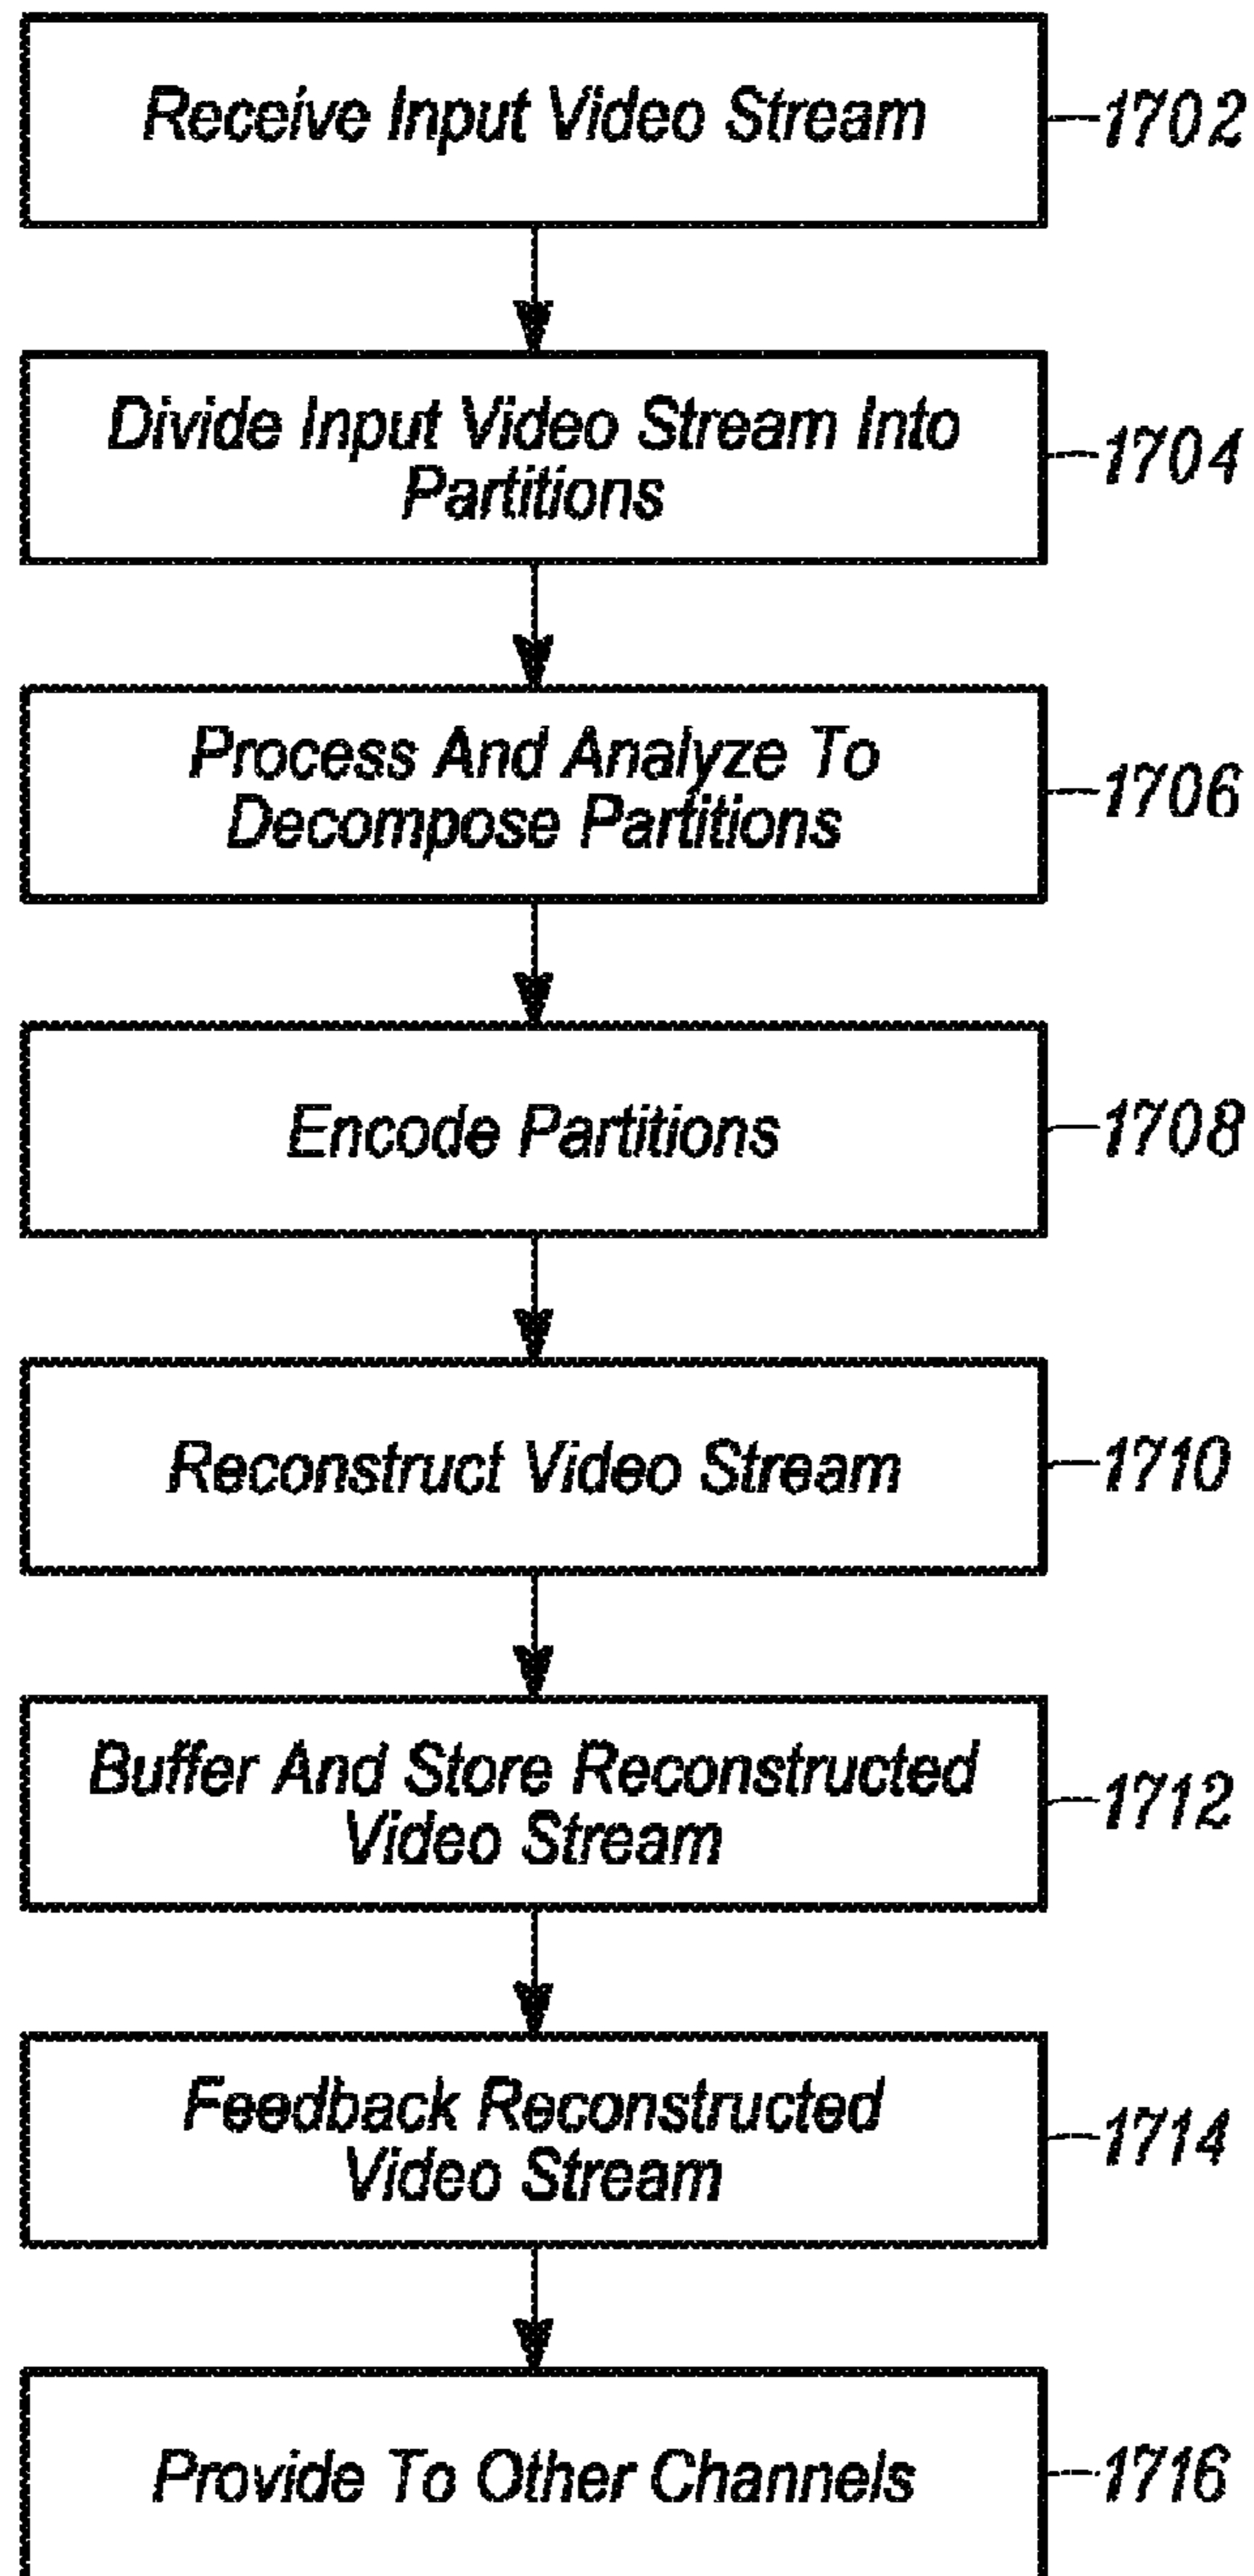 Receive Input Video Stream
1702
Divide Input Video Stream Into
Partitions
1704
Process And Analyze To
Decompose Partitions
1706
Encode Partitions
1708
Reconstruct Video Stream
1710
Buffer And Store Reconstructed
Video Stream
1712
Feedback Reconstructed
Video Stream
1714
Provide To Other Channels
1716